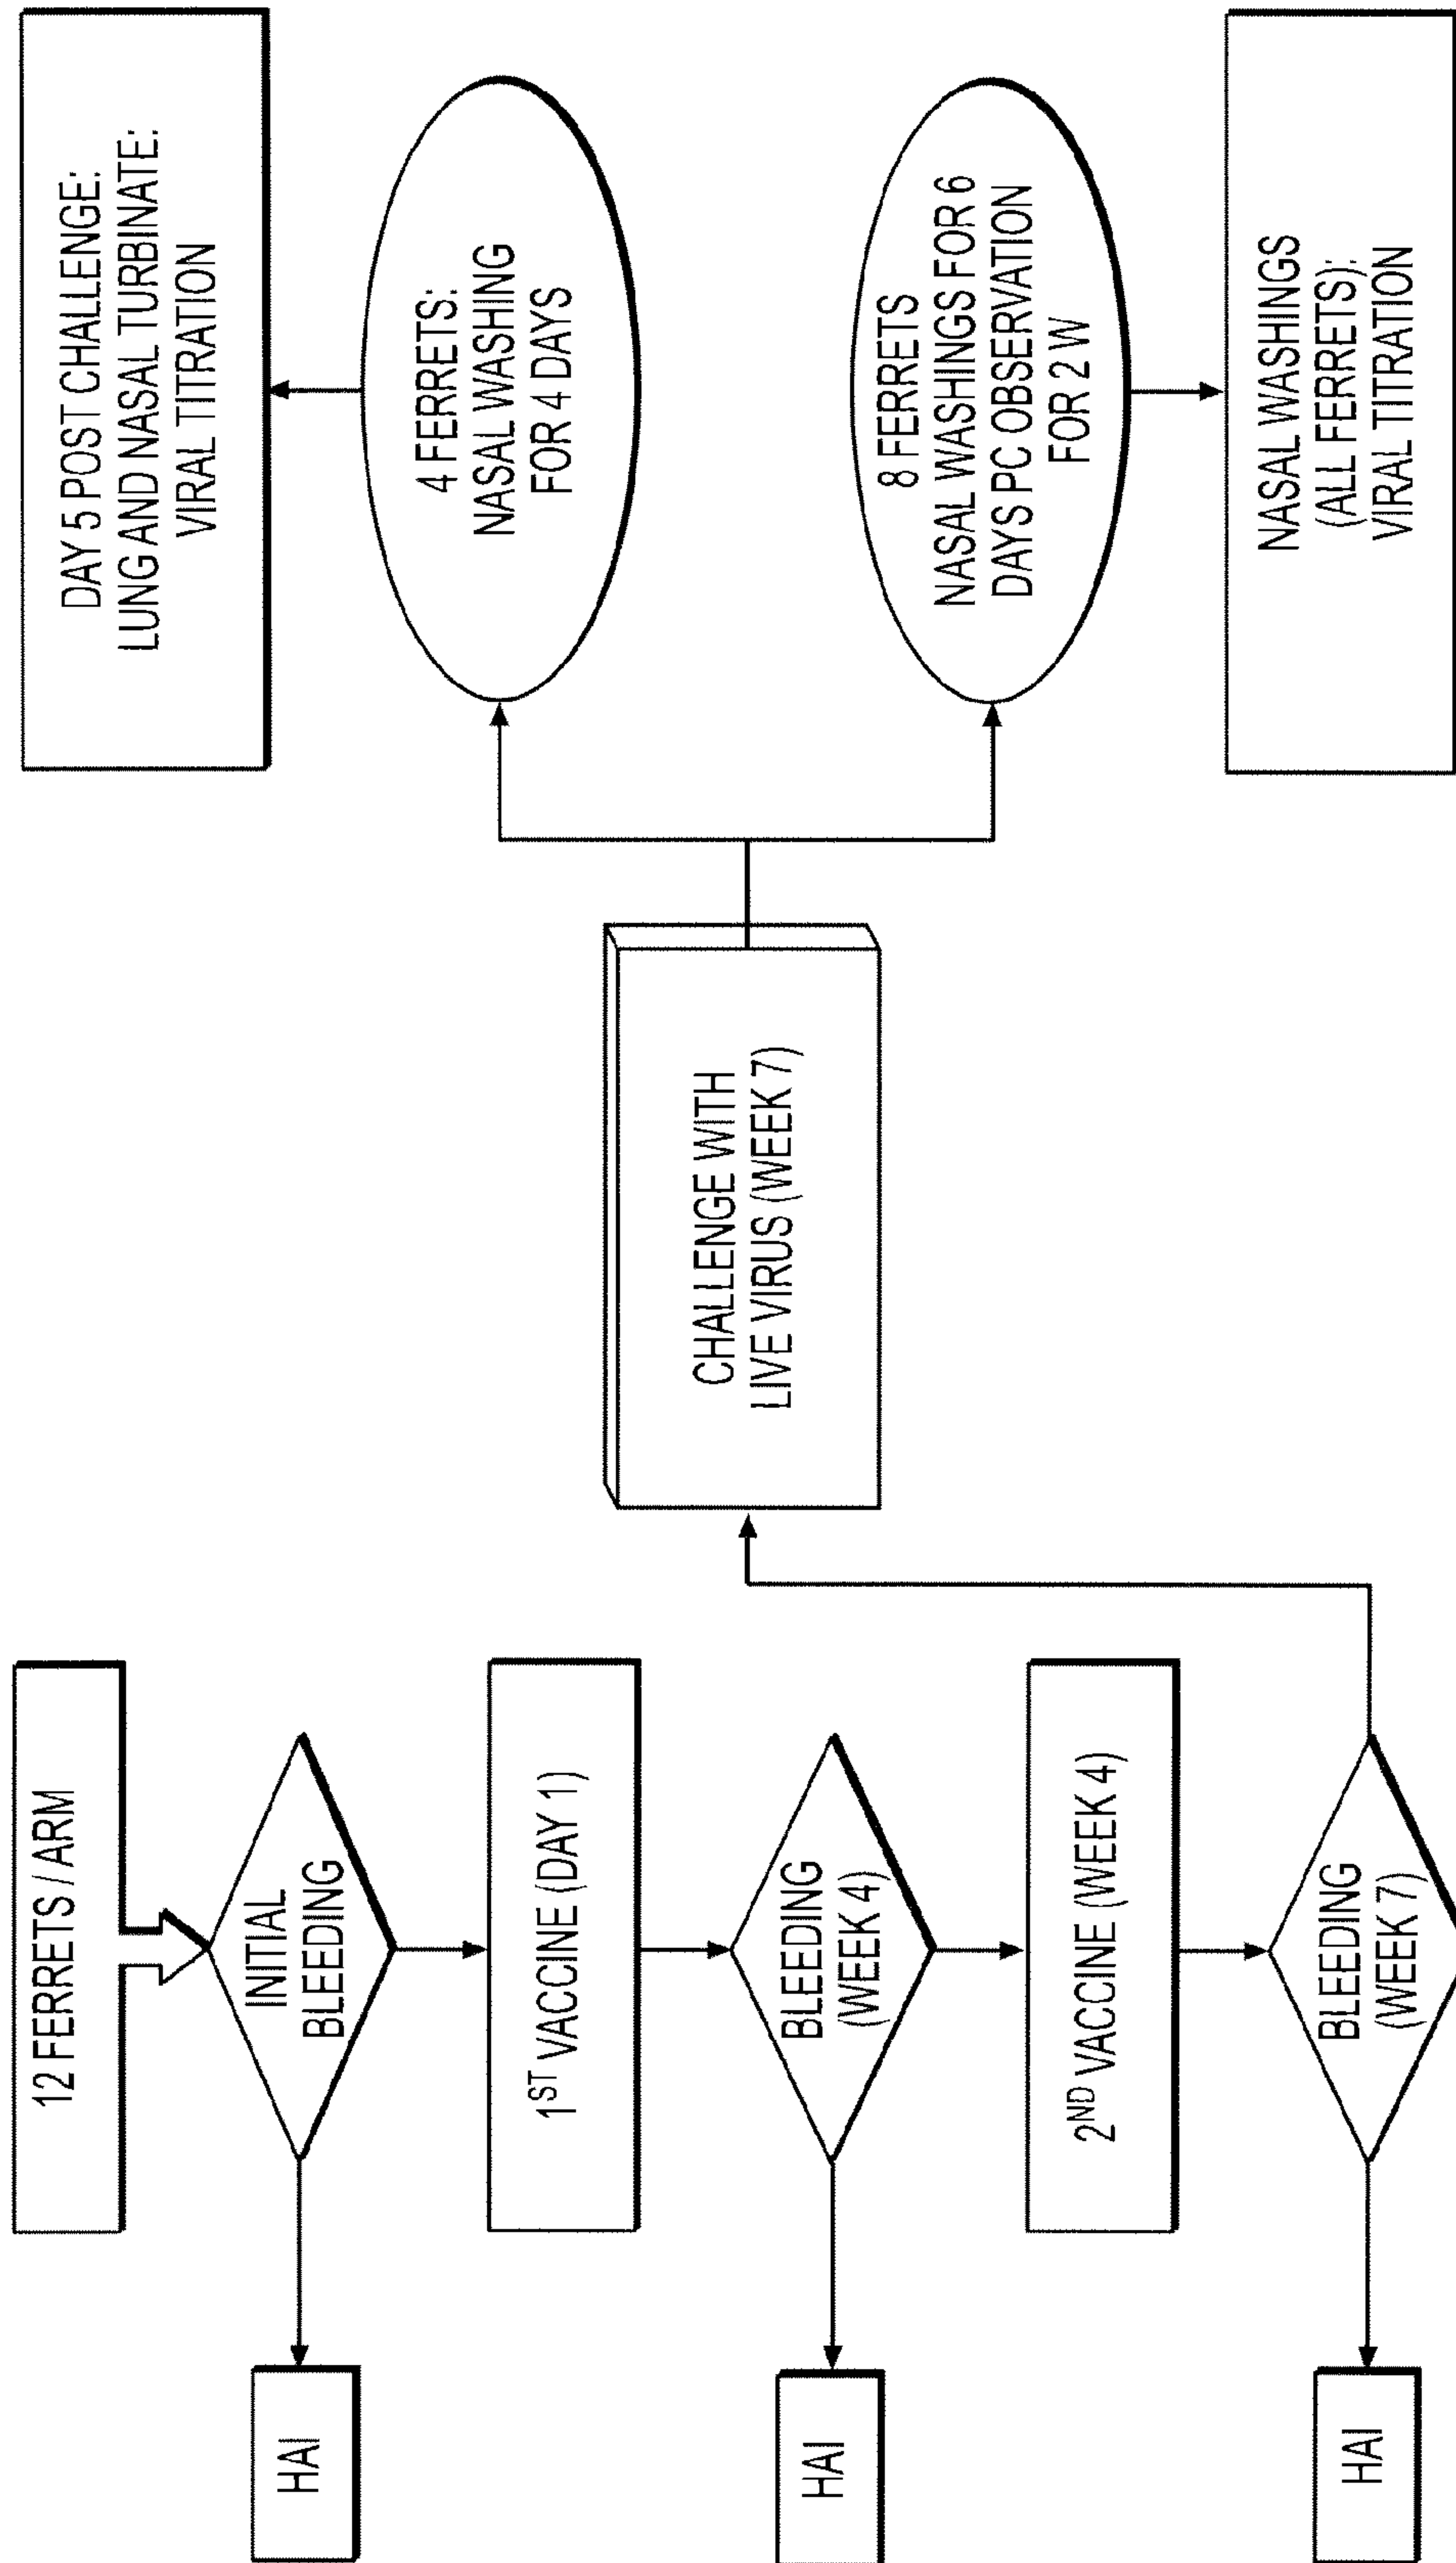 12 FERRETS / ARM
INITIAL
BLEEDING
HAI
1ST VACCINE (DAY 1)
BLEEDING
(WEEK 4)
HAI
2ND VACCINE (WEEK 4)
BLEEDING
(WEEK 7)
HAI
CHALLENGE WITH
LIVE VIRUS (WEEK 7)
4 FERRETS:
NASAL WASHING
FOR 4 DAYS
DAY 5 POST CHALLENGE:
LUNG AND NASAL TURBINATE:
VIRAL TITRATION
8 FERRETS
NASAL WASHINGS FOR 6
DAYS PC OBSERVATION
FOR 2 W
NASAL WASHINGS
(ALL FERRETS):
VIRAL TITRATION